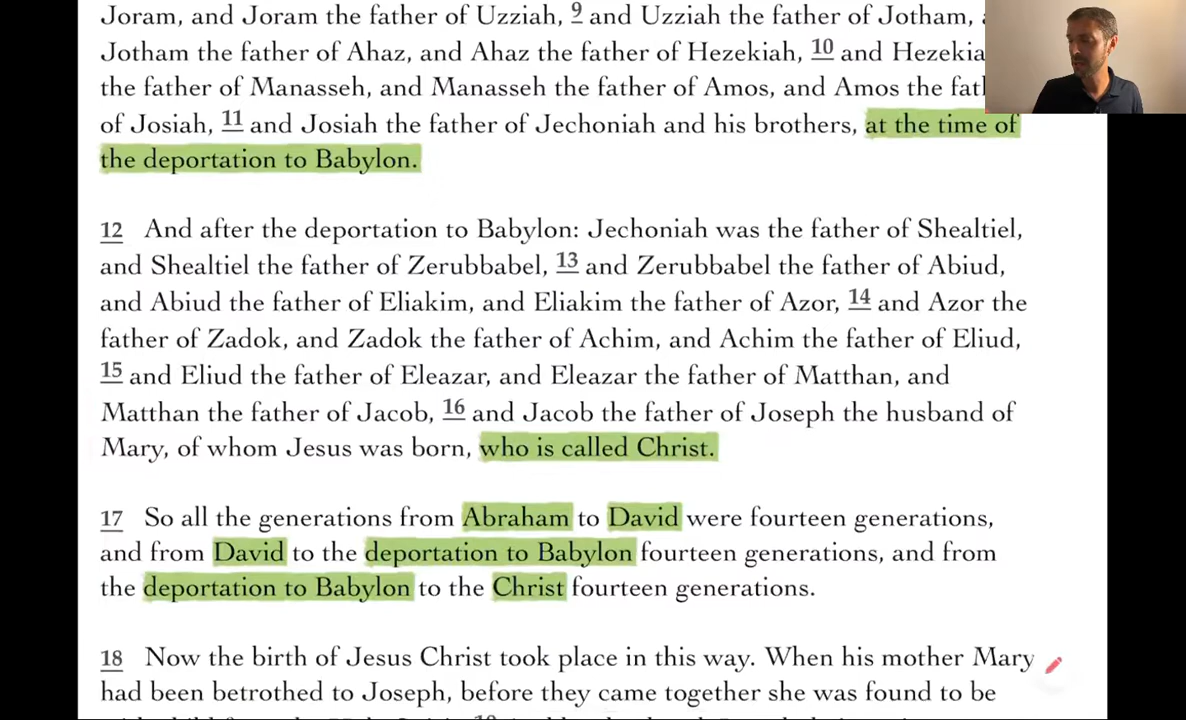 Joram, and Joram the father of Uzziah, 9 and Uzziah the father of Jotham,
Jotham the father of Ahaz, and Ahaz the father of Hezekiah, 10 and Hezekia
the father of Manasseh, and Manasseh the father of Amos, and Amos the fat
of Josiah, 11 and Josiah the father of Jechoniah and his brothers, at the time of
the deportation to Babylon.
12 And after the deportation to Babylon: Jechoniah was the father of Shealtiel,
and Shealtiel the father of Zerubbabel, 13 and Zerubbabel the father of Abiud,
and Abiud the father of Eliakim, and Eliakim the father of Azor, 14 and Azor the
father of Zadok, and Zadok the father of Achim, and Achim the father of Eliud,
15 and Eliud the father of Eleazar, and Eleazar the father of Matthan, and
Matthan the father of Jacob, 16 and Jacob the father of Joseph the husband of
Mary, of whom Jesus was born, who is called Christ.
17 So all the generations from Abraham to David were fourteen generations,
and from David to the deportation to Babylon fourteen generations, and from
the deportation to Babylon to the Christ fourteen generations.
18 Now the birth of Jesus Christ took place in this way. When his mother Mary
had been betrothed to Joseph, before they came together she was found to be